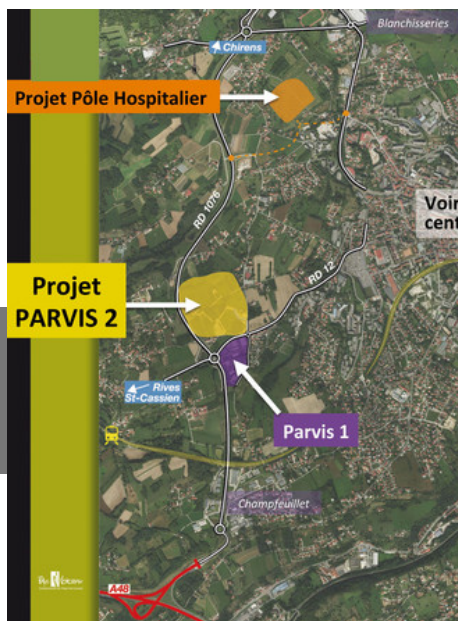 Blanchisseries
Chirens
Projet Pôle Hospitalier
RD 1076
Voir
cent
RD 12
Projet
PARVIS 2
Rives
St-Cassien
Parvis 1
Champfeuillet
A48